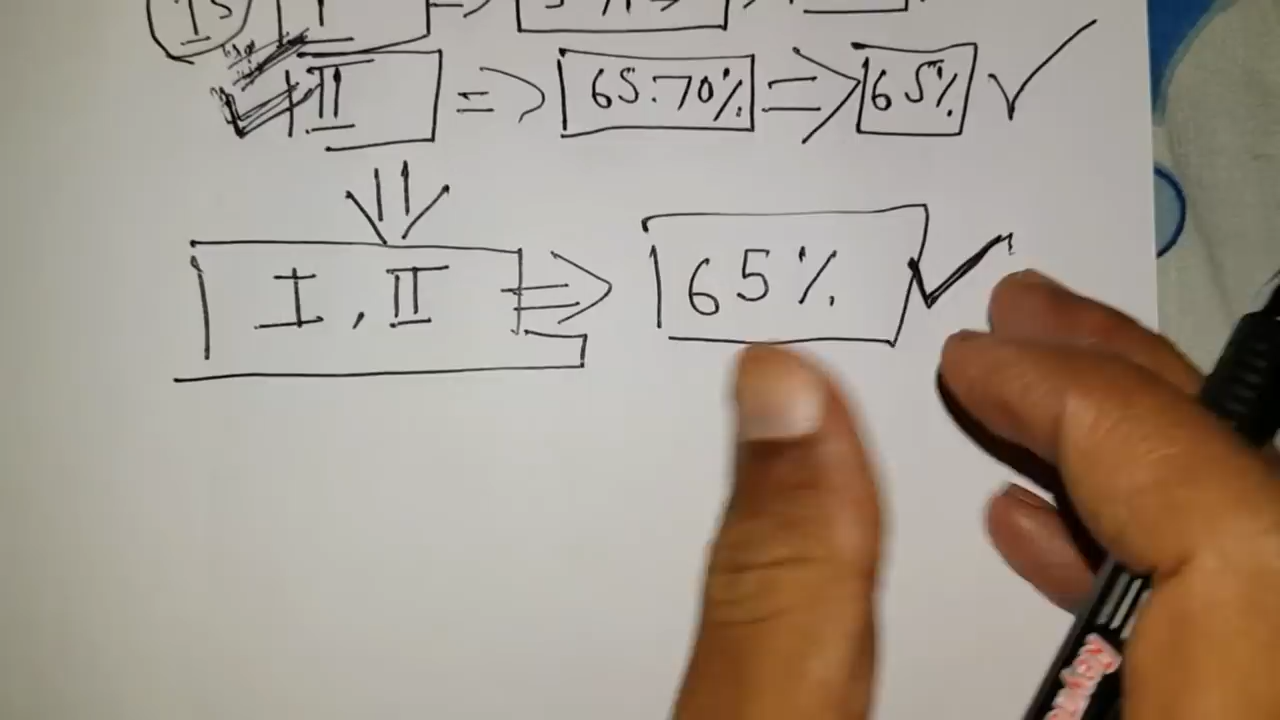 II => 65.70% => 65%
I, II => 65%